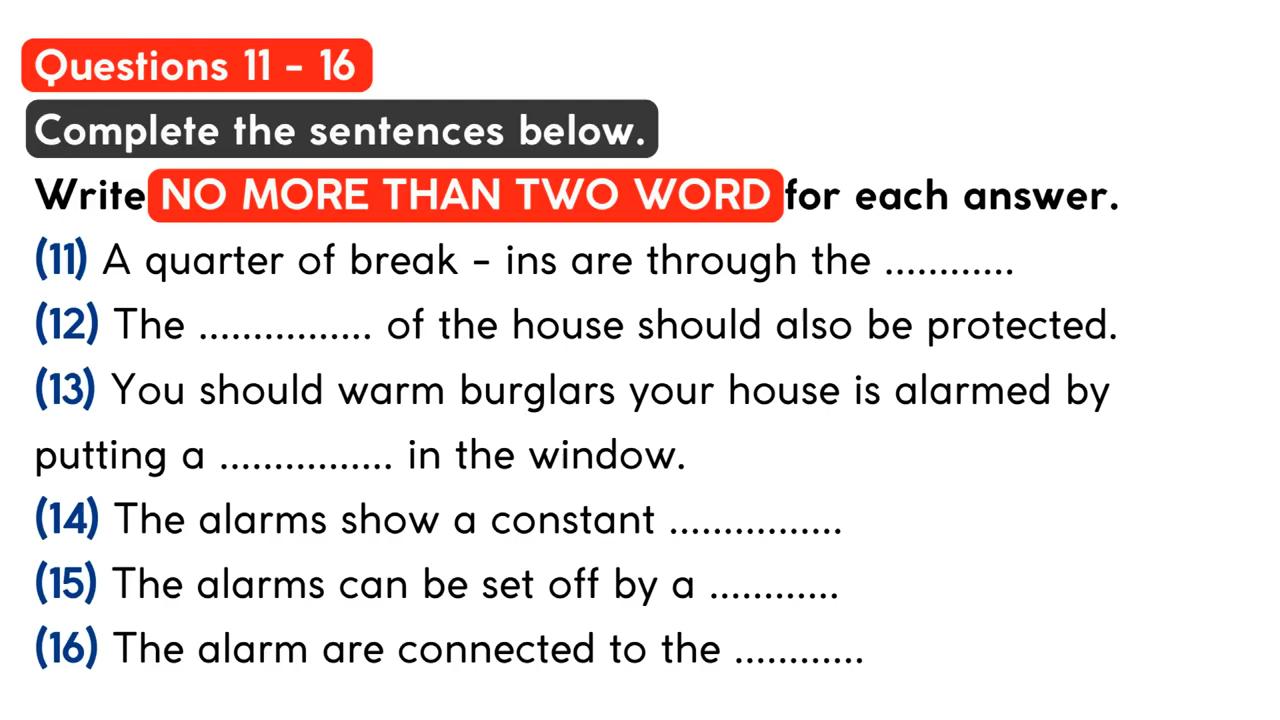 Questions 11 - 16
Complete the sentences below.
Write NO MORE THAN TWO WORD for each answer.
(11) A quarter of break - ins are through the ............
(12) The ................ of the house should also be protected.
(13) You should warm burglars your house is alarmed by
putting a ................ in the window.
(14) The alarms show a constant ................
(15) The alarms can be set off by a ............
(16) The alarm are connected to the ............